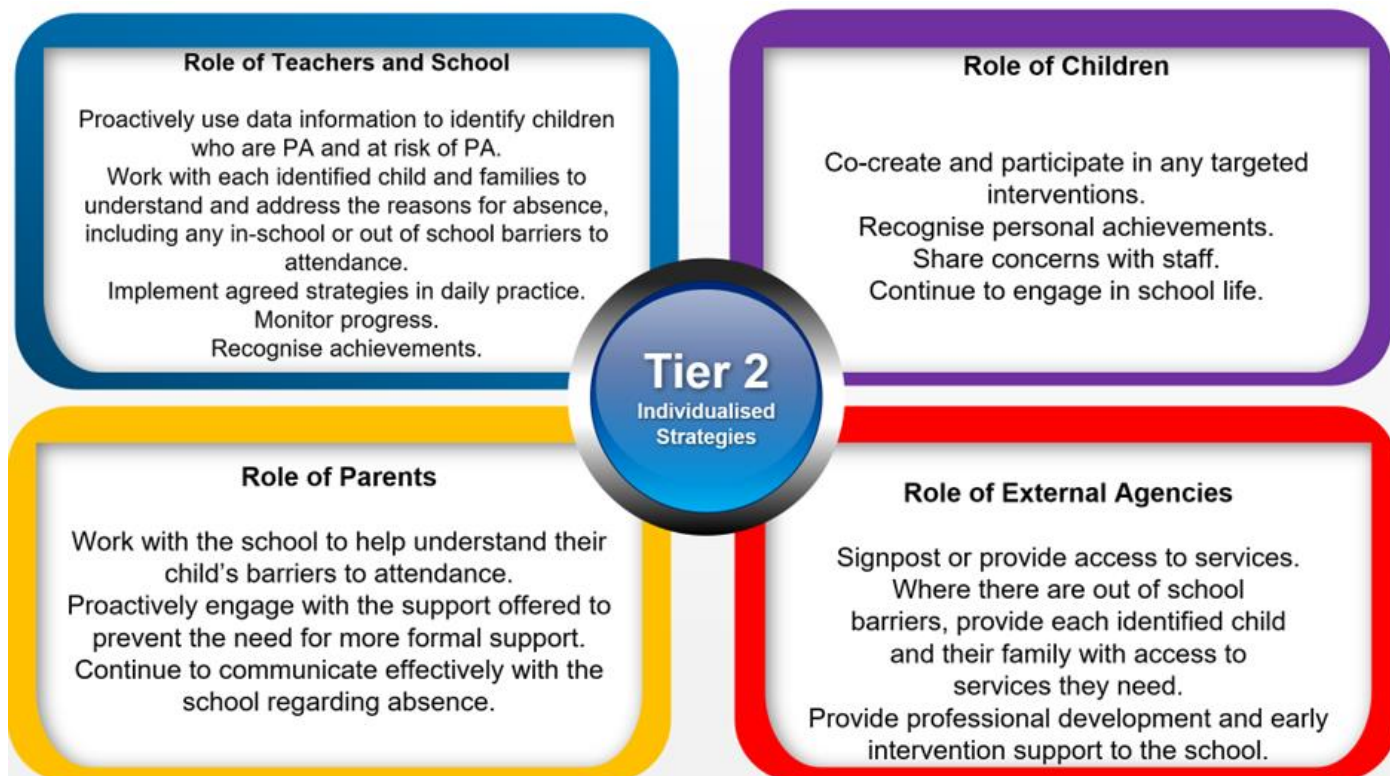 Role of Teachers and School
Proactively use data information to identify children
who are PA and at risk of PA.
Work with each identified child and families to
understand and address the reasons for absence,
including any in-school or out of school barriers to
attendance.
Implement agreed strategies in daily practice.
Monitor progress.
Recognise achievements.
Role of Children
Co-create and participate in any targeted
interventions.
Recognise personal achievements.
Share concerns with staff.
Continue to engage in school life.
Tier 2
Individualised
Strategies
Role of Parents
Work with the school to help understand their
child's barriers to attendance.
Proactively engage with the support offered to
prevent the need for more formal support.
Continue to communicate effectively with the
school regarding absence.
Role of External Agencies
Signpost or provide access to services.
Where there are out of school
barriers, provide each identified child
and their family with access to
services they need.
Provide professional development and early
intervention support to the school.